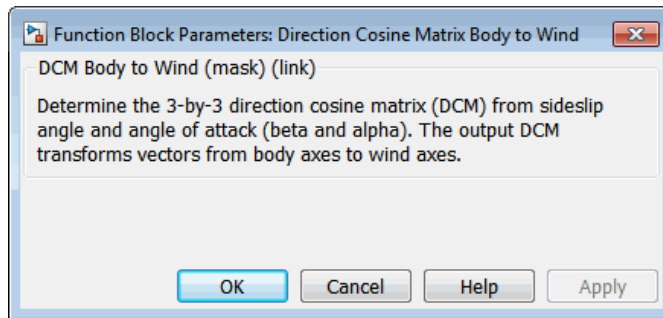 Function Block Parameters: Direction Cosine Matrix Body to Wind
DCM Body to Wind (mask) (link)
Determine the 3-by-3 direction cosine matrix (DCM) from sideslip
angle and angle of attack (beta and alpha). The output DCM
transforms vectors from body axes to wind axes.
OK Cancel Help Apply